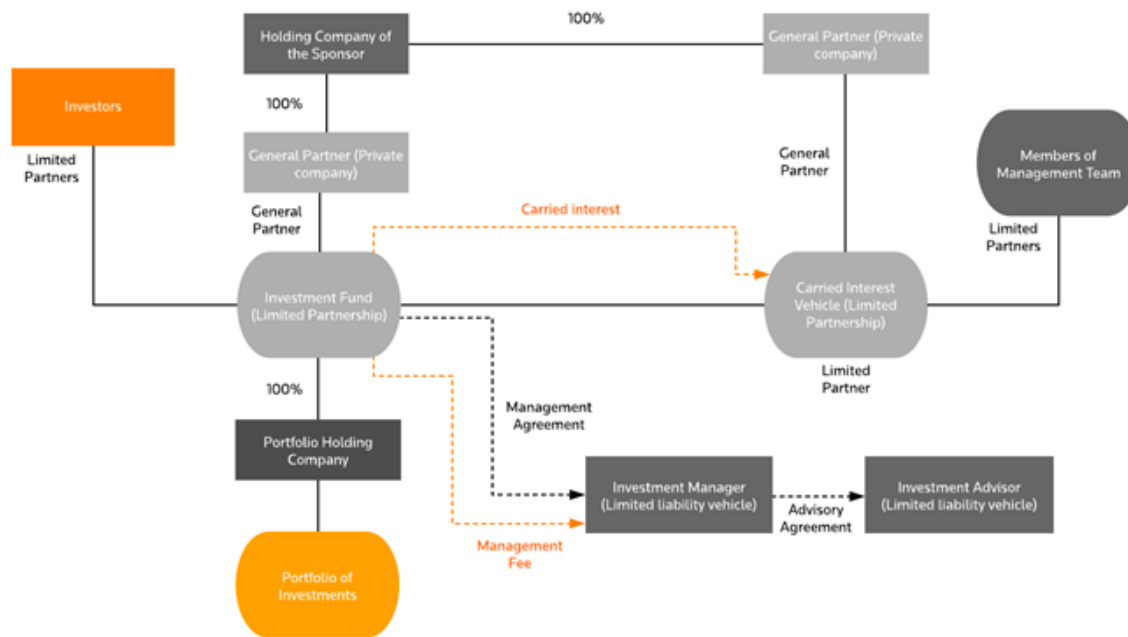 100%
Holding Company of
the Sponsor
General Partner (Private
company)
100%
Investors
Limited
Partners
General Partner (Private
company)
General
Partner
General
Partner
Members of
Management Team
Limited
Partners
Carried interest
Investment Fund
(Limited Partnership)
Carried Interest
Vehicle (Limited
Partnership)
Limited
Partner
100%
Management
Agreement
Portfolio Holding
Company
Investment Manager
(Limited liability vehicle)
Advisory
Agreement
Investment Advisor
(Limited liability vehicle)
Management
Fee
Portfolio of
Investments